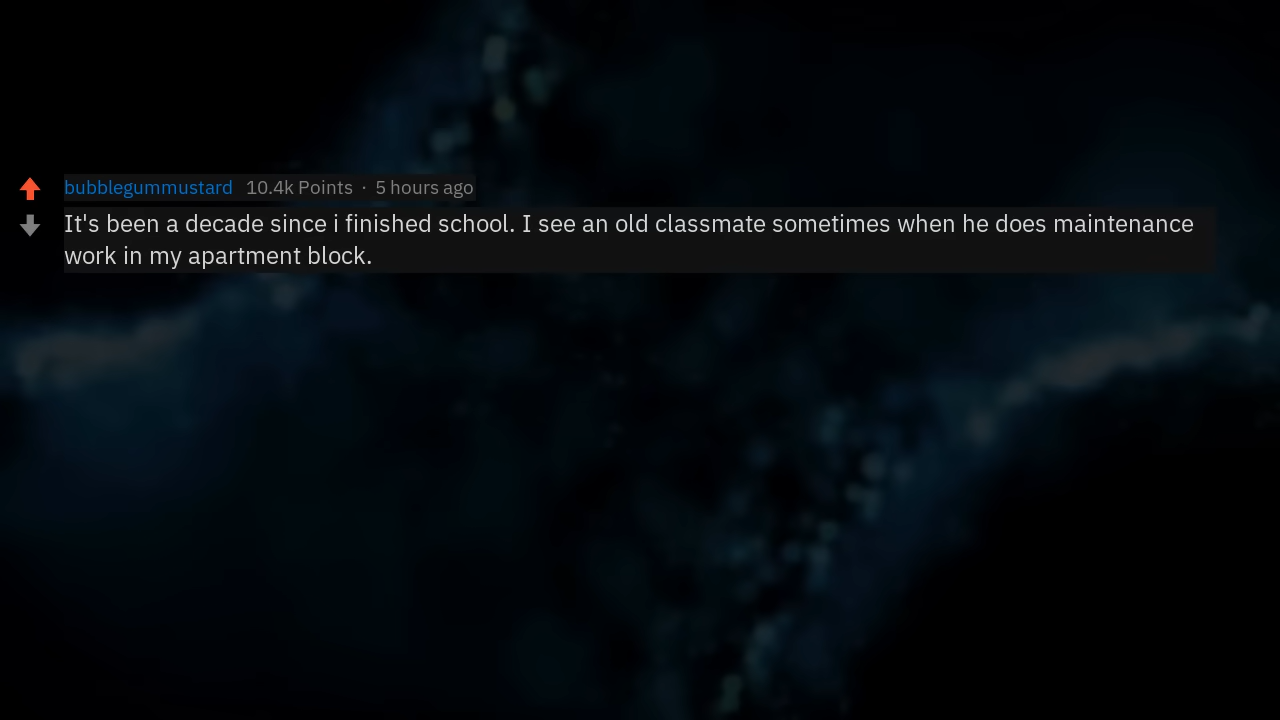 bubblegummustard 10.4k Points · 5 hours ago
It's been a decade since i finished school. I see an old classmate sometimes when he does maintenance
work in my apartment block.